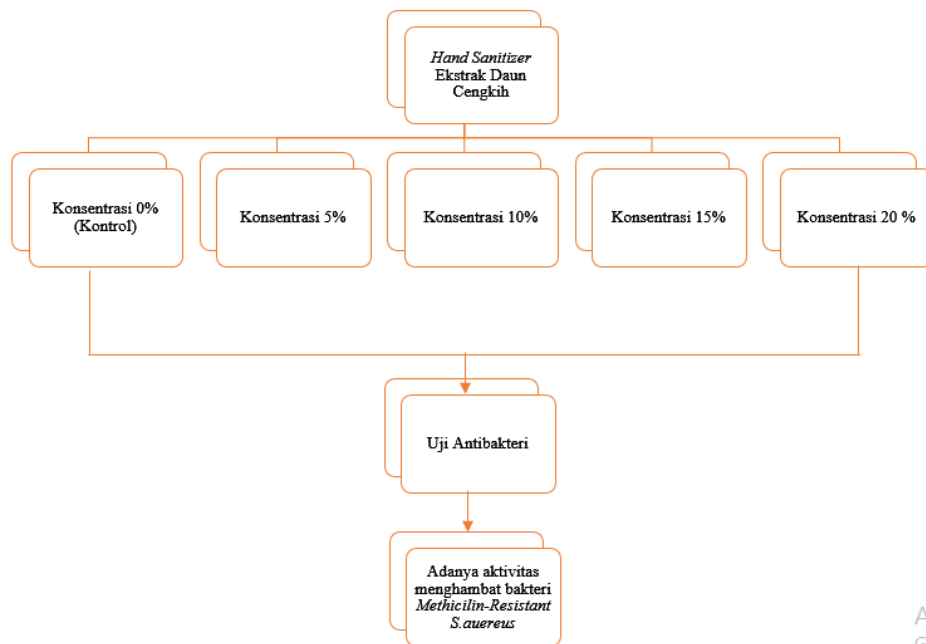 Hand Sanitizer
Ekstrak Daun
Cengkih
Konsentrasi 0%
(Kontrol)
Konsentrasi 5%
Konsentrasi 10%
Konsentrasi 15%
Konsentrasi 20 %
Uji Antibakteri
Adanya aktivitas
menghambat bakteri
Methicilin-Resistant
S.auereus